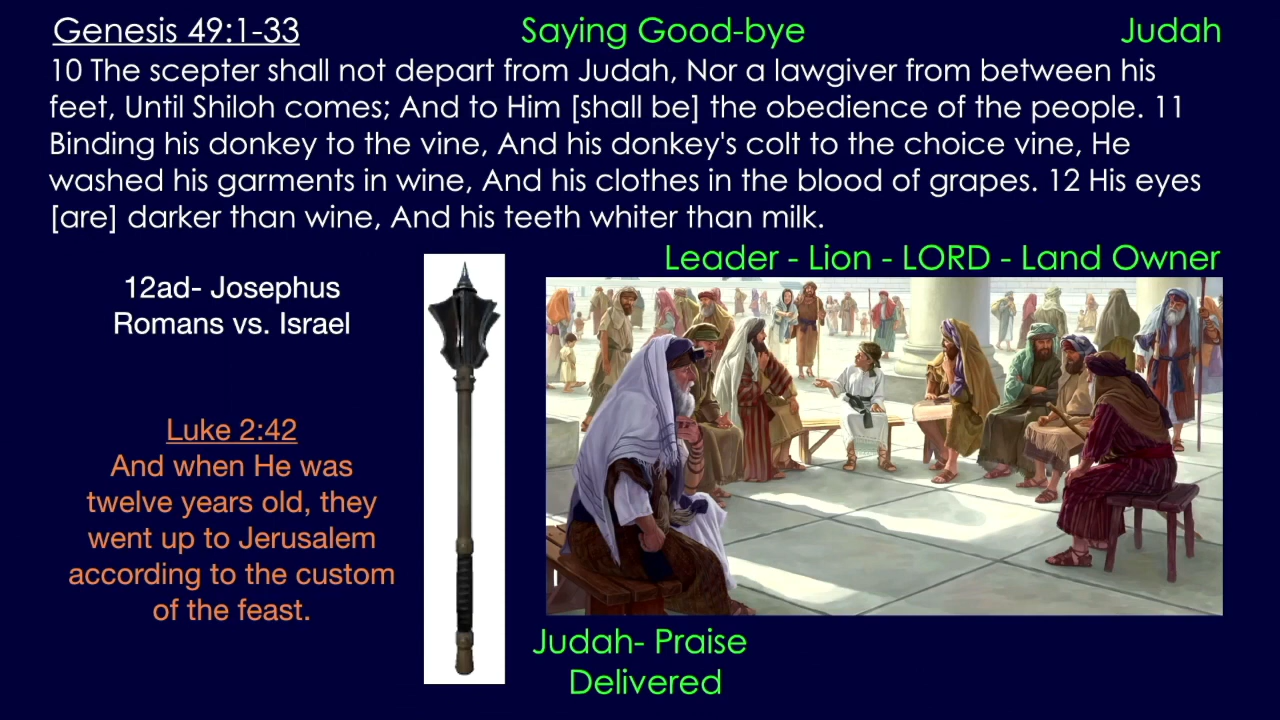 Genesis 49:1-33
Saying Good-bye
Judah
10 The scepter shall not depart from Judah, Nor a lawgiver from between his
feet, Until Shiloh comes; And to Him [shall be] the obedience of the people. 11
Binding his donkey to the vine, And his donkey's colt to the choice vine, He
washed his garments in wine, And his clothes in the blood of grapes. 12 His eyes
[are] darker than wine, And his teeth whiter than milk.
Leader - Lion - LORD - Land Owner
12ad- Josephus
Romans vs. Israel
Luke 2:42
And when He was
twelve years old, they
went up to Jerusalem
according to the custom
of the feast.
Judah- Praise
Delivered